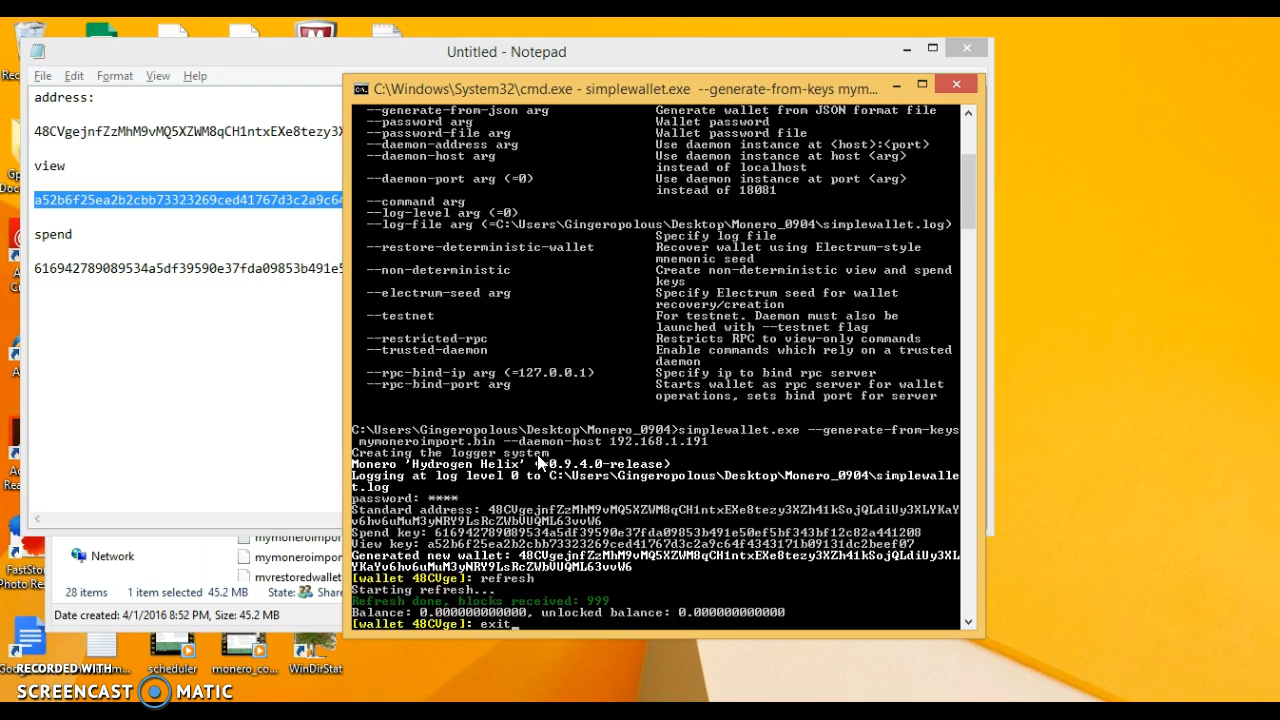 Untitled - Notepad
File Edit Format View Help
address:
48CVgejnfZzMhM9vMQ5XZWM8qCH1ntxEXe8tezy3X
view
a52b6f25ea2b2cbb73323269ced41767d3c2a9c64
spend
616942789089534a5df39590e37fda09853b491e5
C:\Windows\System32\cmd.exe - simplewallet.exe --generate-from-keys mym...
--generate-from-json arg Generate wallet from JSON format file
--password arg Wallet password
--password-file arg Wallet password file
--daemon-address arg Use daemon instance at <host>:<port>
--daemon-host arg Use daemon instance at host <arg>
instead of localhost
--daemon-port arg (=0) Use daemon instance at port <arg>
instead of 18081
--command arg
--log-level arg (=0)
--log-file arg (=C:\Users\Gingeropolous\Desktop\Monero_0904\simplewallet.log)
Specify log file
--restore-deterministic-wallet Recover wallet using Electrum-style
mnemonic seed
--non-deterministic Create non-deterministic view and spend
keys
--electrum-seed arg Specify Electrum seed for wallet
recovery/creation
--testnet For testnet. Daemon must also be
launched with --testnet flag
--restricted-rpc Restricts RPC to view-only commands
--trusted-daemon Enable commands which rely on a trusted
daemon
--rpc-bind-ip arg (=127.0.0.1) Specify ip to bind rpc server
--rpc-bind-port arg Starts wallet as rpc server for wallet
operations, sets bind port for server
C:\Users\Gingeropolous\Desktop\Monero_0904>simplewallet.exe --generate-from-keys
mymoneroimport.bin --daemon-host 192.168.1.191
Creating the logger system
Monero 'Hydrogen Helix' 0.9.4.0-release)
Logging at log level 0 to C:\Users\Gingeropolous\Desktop\Monero_0904\simplewalle
t.log
password: ****
Standard address: 48CVgejnfZzMhM9vMQ5XZWM8qCH1ntxEXe8tezy3XZh41kSojQLdiUy3XLYKaY
v6hv6uMuM3yNRY9LsRcZWbVUQML63vvW6
Spend key: 616942789089534a5df39590e37fda09853b491e50ef5bf343bf12c82a441208
View key: a52b6f25ea2b2cbb73323269ced41767d3c2a9c64f4343171b09131dc2beef07
Generated new wallet: 48CVgejnfZzMhM9vMQ5XZWM8qCH1ntxEXe8tezy3XZh41kSojQLdiUy3XL
YKaYv6hv6uMuM3yNRY9LsRcZWbVUQML63vvW6
[wallet 48CVge]: refresh
Starting refresh...
Refresh done, blocks received: 999
Balance: 0.000000000000, unlocked balance: 0.000000000000
[wallet 48CVge]: exit
Network
mymoneroimpor
mymoneroimpor
myrestoredwallet
28 items 1 item selected 45.2 MB State: Share
Date created: 4/1/2016 8:52 PM, Size: 45.2 MB
scheduler
monero_co...
WinDirStat
RECORDED WITH
SCREENCAST MATIC